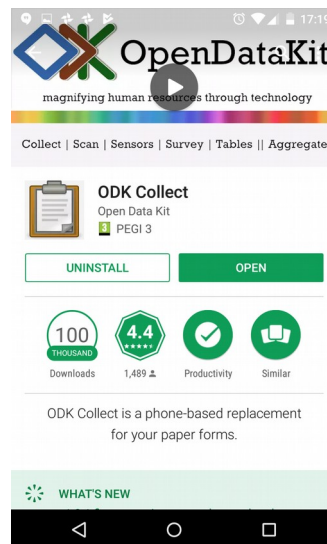 17:19
OpenDataKit
magnifying human resources through technology
Collect | Scan | Sensors | Survey | Tables || Aggregate
ODK Collect
Open Data Kit
3 PEGI 3
UNINSTALL
OPEN
100
THOUSAND
4.4
Downloads
1,489
Productivity
Similar
ODK Collect is a phone-based replacement
for your paper forms.
WHAT'S NEW